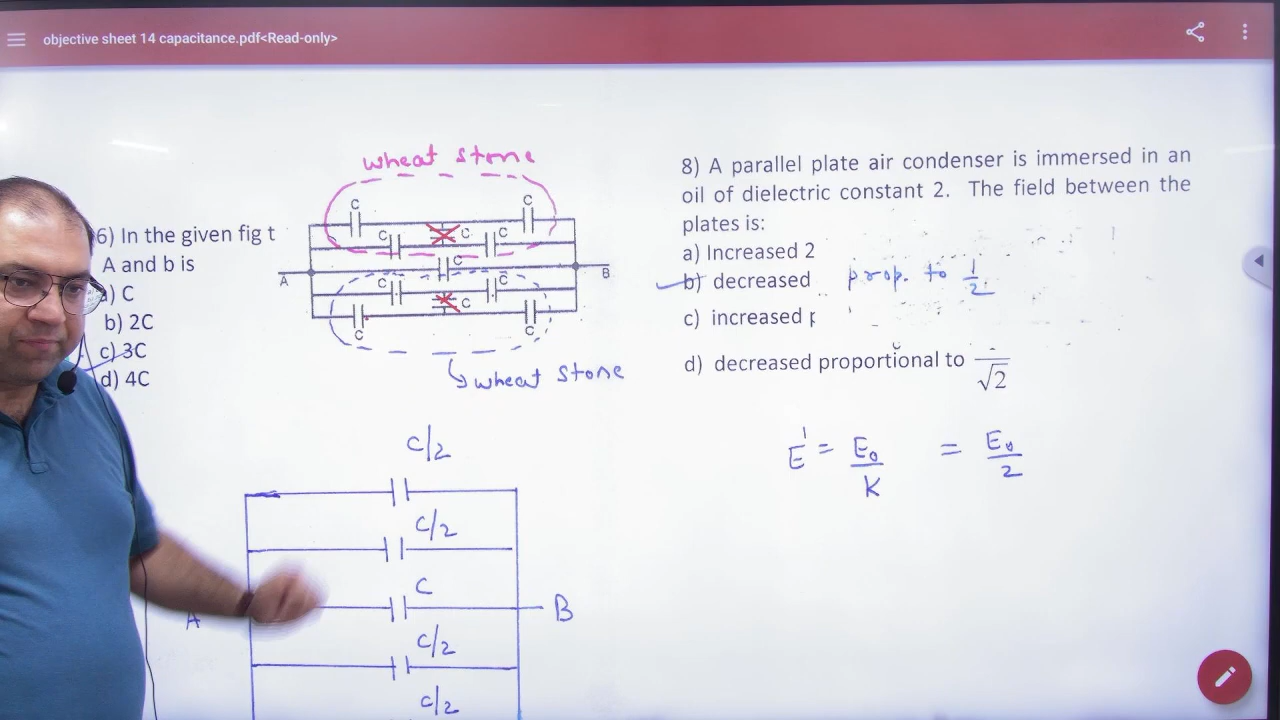 objective sheet 14 capacitance.pdf<Read-only>
wheat stone
6) In the given fig t
A and b is
a) C
b) 2C
c) 3C
d) 4C
C
C
C
C
C
C
A
B
C
C
C
C
C
wheat stone
C/2
C/2
C
A
B
C/2
C/2
8) A parallel plate air condenser is immersed in an
oil of dielectric constant 2. The field between the
plates is:
a) Increased 2
b) decreased prop. to 1/2
c) increased p
d) decreased proportional to √2
E' = E₀/K = E₀/2